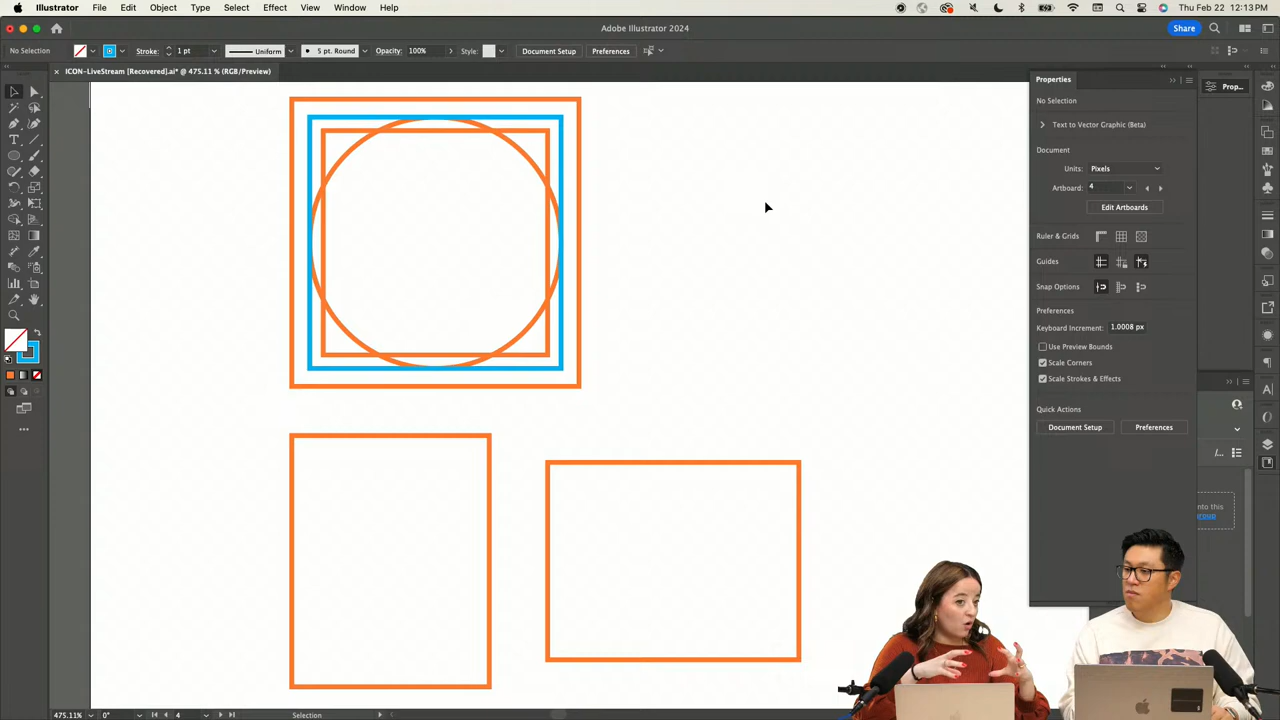 Illustrator File Edit Object Type Select Effect View Window Help
Fri Mar 22 12:13 PM
Adobe Illustrator 2024
Share
No Selection
Stroke: 1 pt
Uniform
5 pt. Round
Opacity: 100%
Style:
Document Setup
Preferences
ICON-LiveStream [Recovered].ai* @ 475.11 % (RGB/Preview)
Properties
Prop...
No Selection
Text to Vector Graphic (Beta)
Document
Units: Pixels
Artboard: 4
Edit Artboards
Ruler & Grids
Guides
Snap Options
Preferences
Keyboard Increment: 1.0008 px
Use Preview Bounds
Scale Corners
Scale Strokes & Effects
Quick Actions
Document Setup
Preferences
into this
475.11%
0°
4
Selection